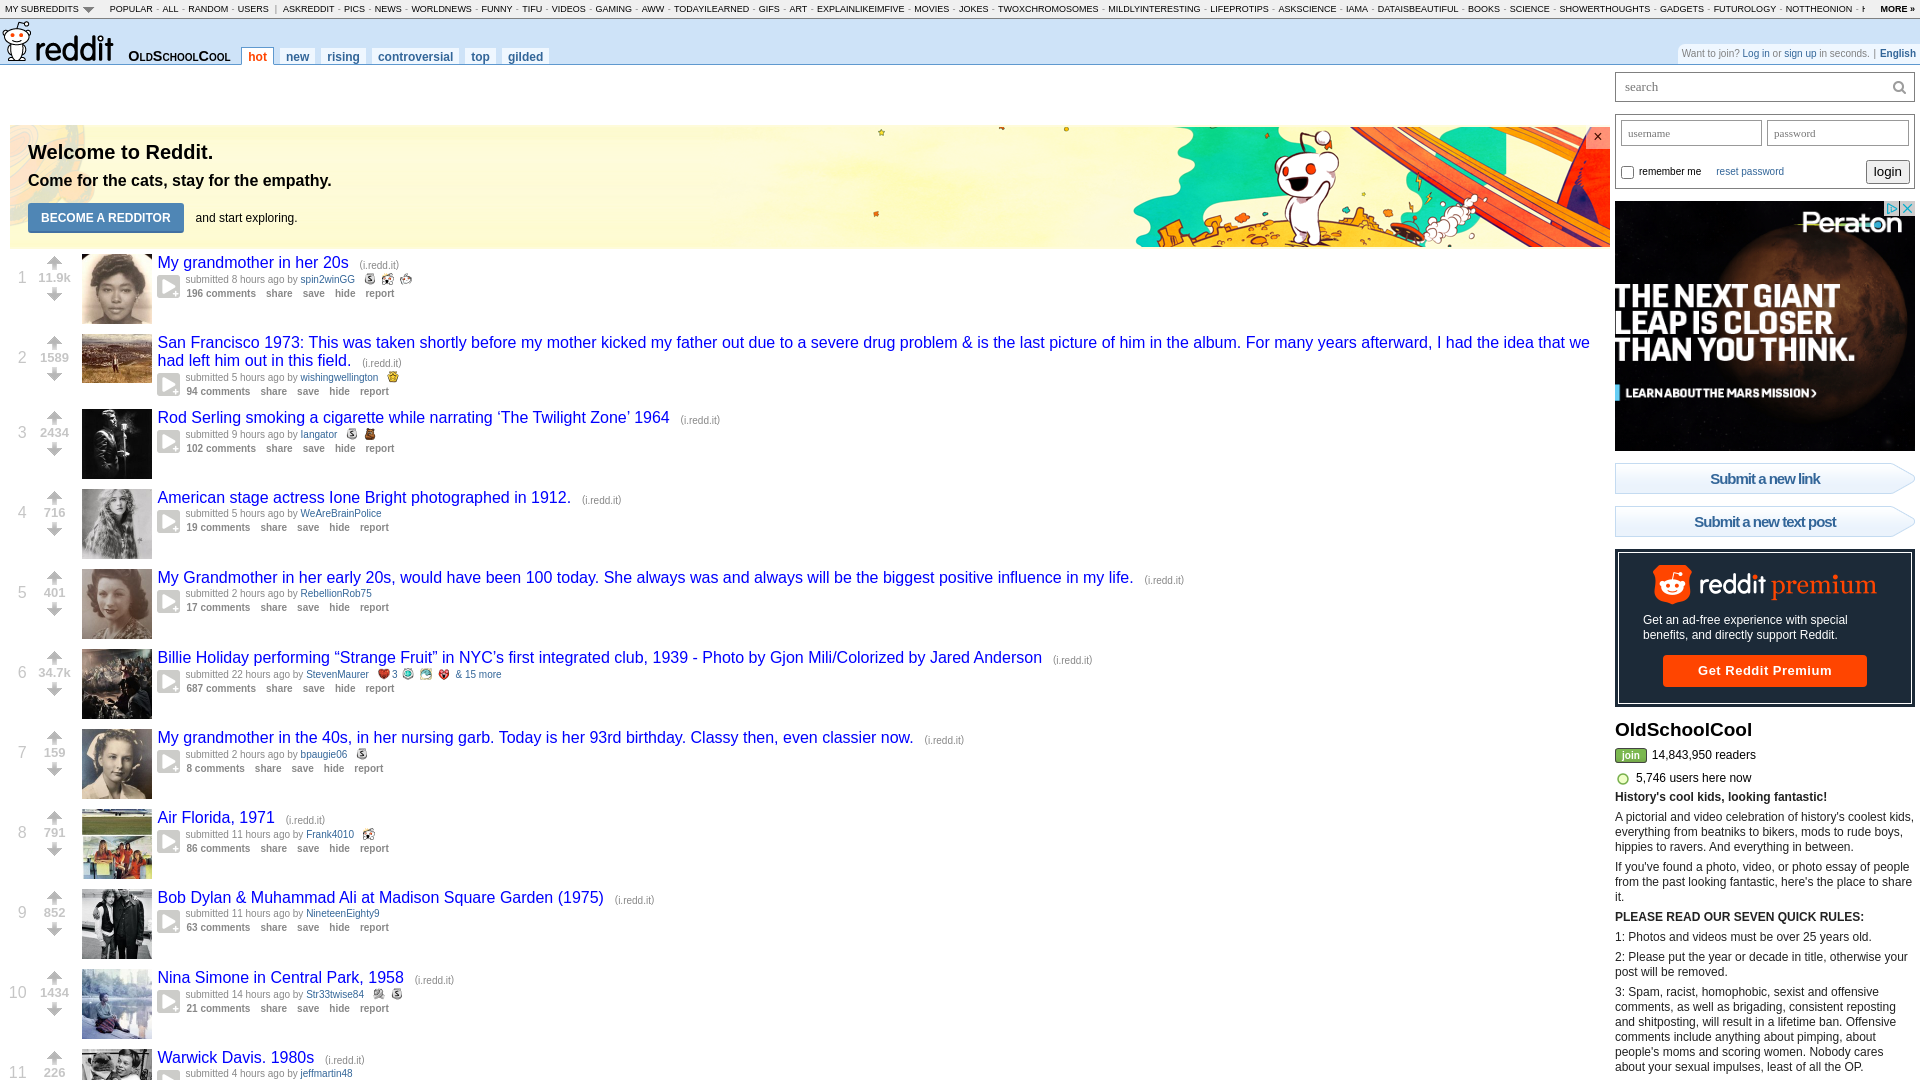 MY SUBREDDITS POPULAR - ALL - RANDOM - USERS | ASKREDDIT - PICS - NEWS - WORLDNEWS - FUNNY - TIFU - VIDEOS - GAMING - AWW - TODAYILEARNED - GIFS - ART - EXPLAINLIKEIMFIVE - MOVIES - JOKES - TWOXCHROMOSOMES - MILDLYINTERESTING - LIFEPROTIPS - ASKSCIENCE - IAMA - DATAISBEAUTIFUL - BOOKS - SCIENCE - SHOWERTHOUGHTS - GADGETS - FUTUROLOGY - NOTTHEONION - MORE »
reddit OLDSCHOOLCOOL hot new rising controversial top gilded
Want to join? Log in or sign up in seconds. | English
Welcome to Reddit.
Come for the cats, stay for the empathy.
BECOME A REDDITOR and start exploring.
1 11.9k
My grandmother in her 20s (i.redd.it)
submitted 8 hours ago by spin2winGG
196 comments share save hide report
2 1589
San Francisco 1973: This was taken shortly before my mother kicked my father out due to a severe drug problem & is the last picture of him in the album. For many years afterward, I had the idea that we
had left him out in this field. (i.redd.it)
submitted 5 hours ago by wishingwellington
94 comments share save hide report
3 2434
Rod Serling smoking a cigarette while narrating ‘The Twilight Zone’ 1964 (i.redd.it)
submitted 9 hours ago by Iangator
102 comments share save hide report
4 716
American stage actress Ione Bright photographed in 1912. (i.redd.it)
submitted 5 hours ago by WeAreBrainPolice
19 comments share save hide report
5 401
My Grandmother in her early 20s, would have been 100 today. She always was and always will be the biggest positive influence in my life. (i.redd.it)
submitted 2 hours ago by RebellionRob75
17 comments share save hide report
6 34.7k
Billie Holiday performing “Strange Fruit” in NYC’s first integrated club, 1939 - Photo by Gjon Mili/Colorized by Jared Anderson (i.redd.it)
submitted 22 hours ago by StevenMaurer 3 & 15 more
687 comments share save hide report
7 159
My grandmother in the 40s, in her nursing garb. Today is her 93rd birthday. Classy then, even classier now. (i.redd.it)
submitted 2 hours ago by bpaugie06
8 comments share save hide report
8 791
Air Florida, 1971 (i.redd.it)
submitted 11 hours ago by Frank4010
86 comments share save hide report
9 852
Bob Dylan & Muhammad Ali at Madison Square Garden (1975) (i.redd.it)
submitted 11 hours ago by NineteenEighty9
63 comments share save hide report
10 1434
Nina Simone in Central Park, 1958 (i.redd.it)
submitted 14 hours ago by Str33twise84
21 comments share save hide report
11 226
Warwick Davis. 1980s (i.redd.it)
submitted 4 hours ago by jeffmartin48
search
username password
remember me reset password login
Peraton
THE NEXT GIANT
LEAP IS CLOSER
THAN YOU THINK.
LEARN ABOUT THE MARS MISSION >
Submit a new link
Submit a new text post
reddit premium
Get an ad-free experience with special
benefits, and directly support Reddit.
Get Reddit Premium
OldSchoolCool
join 14,843,950 readers
5,746 users here now
History's cool kids, looking fantastic!
A pictorial and video celebration of history's coolest kids,
everything from beatniks to bikers, mods to rude boys,
hippies to ravers. And everything in between.
If you've found a photo, video, or photo essay of people
from the past looking fantastic, here's the place to share
it.
PLEASE READ OUR SEVEN QUICK RULES:
1: Photos and videos must be over 25 years old.
2: Please put the year or decade in title, otherwise your
post will be removed.
3: Spam, racist, homophobic, sexist and offensive
comments, as well as brigading, consistent reposting
and shitposting, will result in a lifetime ban. Offensive
comments include anything about pimping, about
people's moms and scoring women. Nobody cares
about your sexual impulses, least of all the OP.